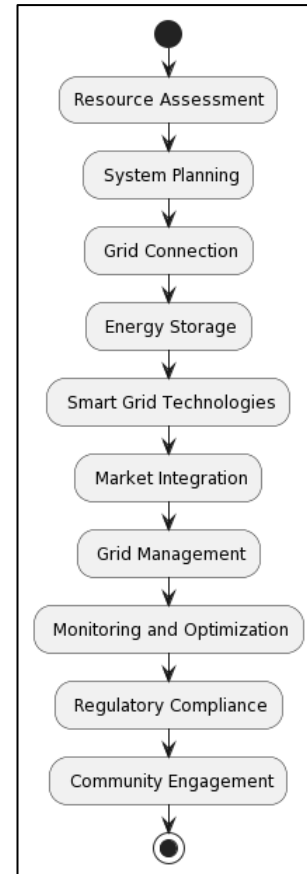 Resource Assessment
System Planning
Grid Connection
Energy Storage
Smart Grid Technologies
Market Integration
Grid Management
Monitoring and Optimization
Regulatory Compliance
Community Engagement